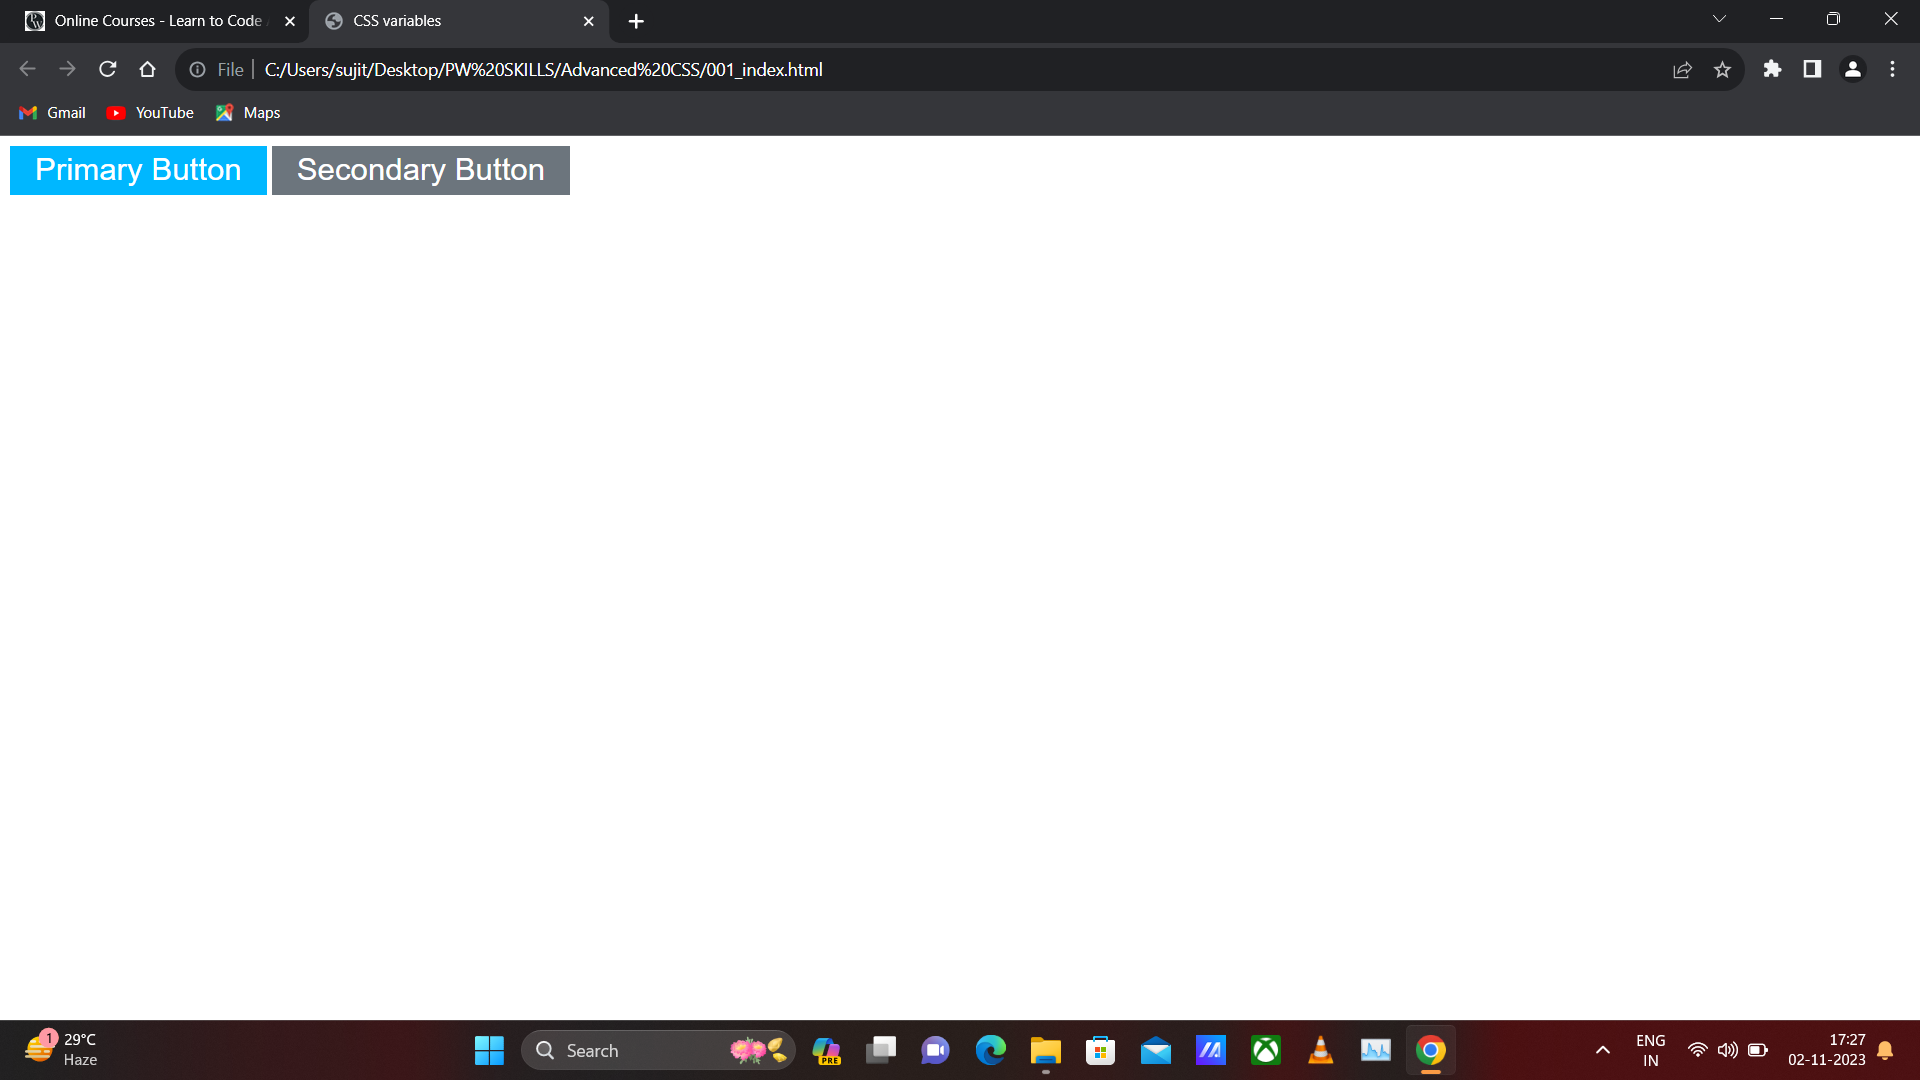 Online Courses - Learn to Code
CSS variables
File
C:/Users/sujit/Desktop/PW%20SKILLS/Advanced%20CSS/001_index.html
Gmail
YouTube
Maps
Primary Button
Secondary Button
1
29°C
Haze
Search
PRE
ENG
IN
17:27
02-11-2023